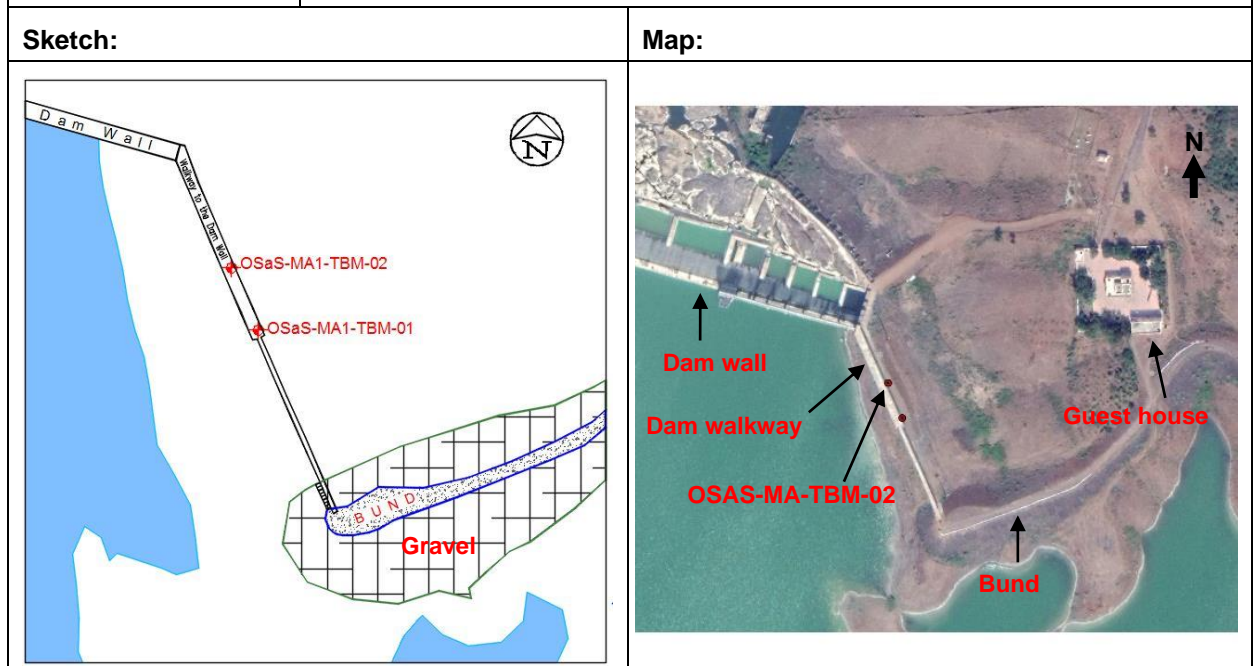 Sketch:
Map:
Dam Wall
Walkway to the Dam Wall
N
OSaS-MA1-TBM-02
OSaS-MA1-TBM-01
BUND
Gravel
N
Dam wall
Dam walkway
Guest house
OSAS-MA-TBM-02
Bund